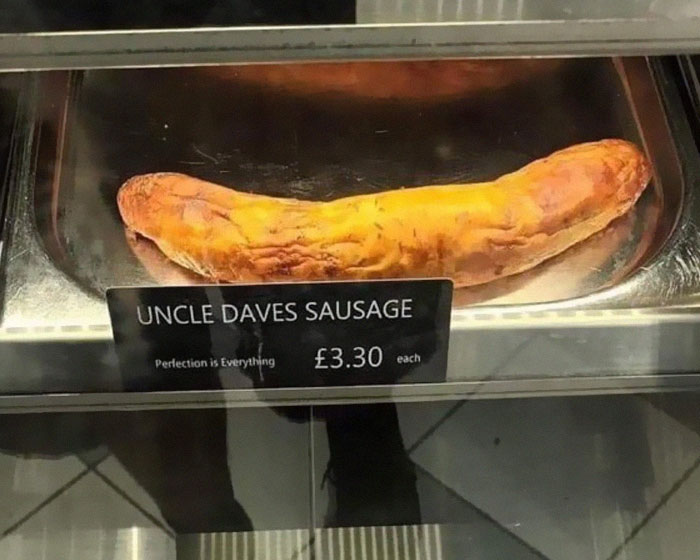 UNCLE DAVES SAUSAGE
Perfection is Everything £3.30 each